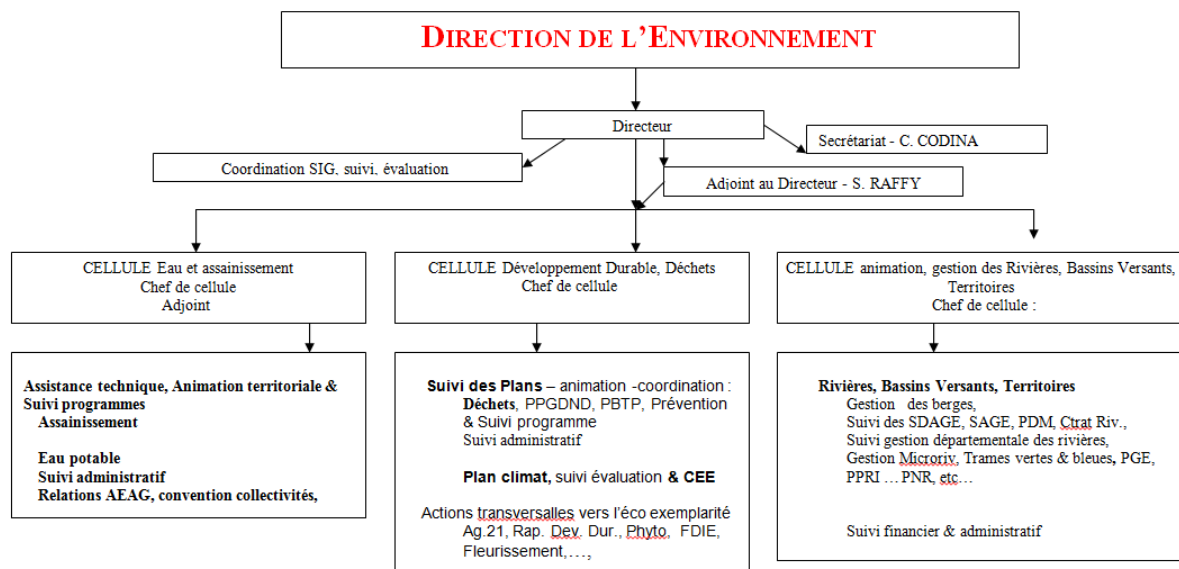 DIRECTION DE L’ENVIRONNEMENT
Directeur
Secrétariat - C. CODINA
Coordination SIG, suivi, évaluation
Adjoint au Directeur - S. RAFFY
CELLULE Eau et assainissement
Chef de cellule
Adjoint
CELLULE Développement Durable, Déchets
Chef de cellule
CELLULE animation, gestion des Rivières, Bassins Versants,
Territoires
Chef de cellule :
Assistance technique, Animation territoriale &
Suivi programmes
Assainissement
Eau potable
Suivi administratif
Relations AEAG, convention collectivités,
Suivi des Plans – animation -coordination :
Déchets, PPGDND, PBTP, Prévention
& Suivi programme
Suivi administratif
Plan climat, suivi évaluation & CEE
Actions transversalles vers l’éco exemplarité
Ag.21, Rap. Dev. Dur., Phyto, FDIE,
Fleurissement,…,
Rivières, Bassins Versants, Territoires
Gestion des berges,
Suivi des SDAGE, SAGE, PDM, Ctrat Riv.,
Suivi gestion départementale des rivières,
Gestion Microriv, Trames vertes & bleues, PGE,
PPRI … PNR, etc…
Suivi financier & administratif